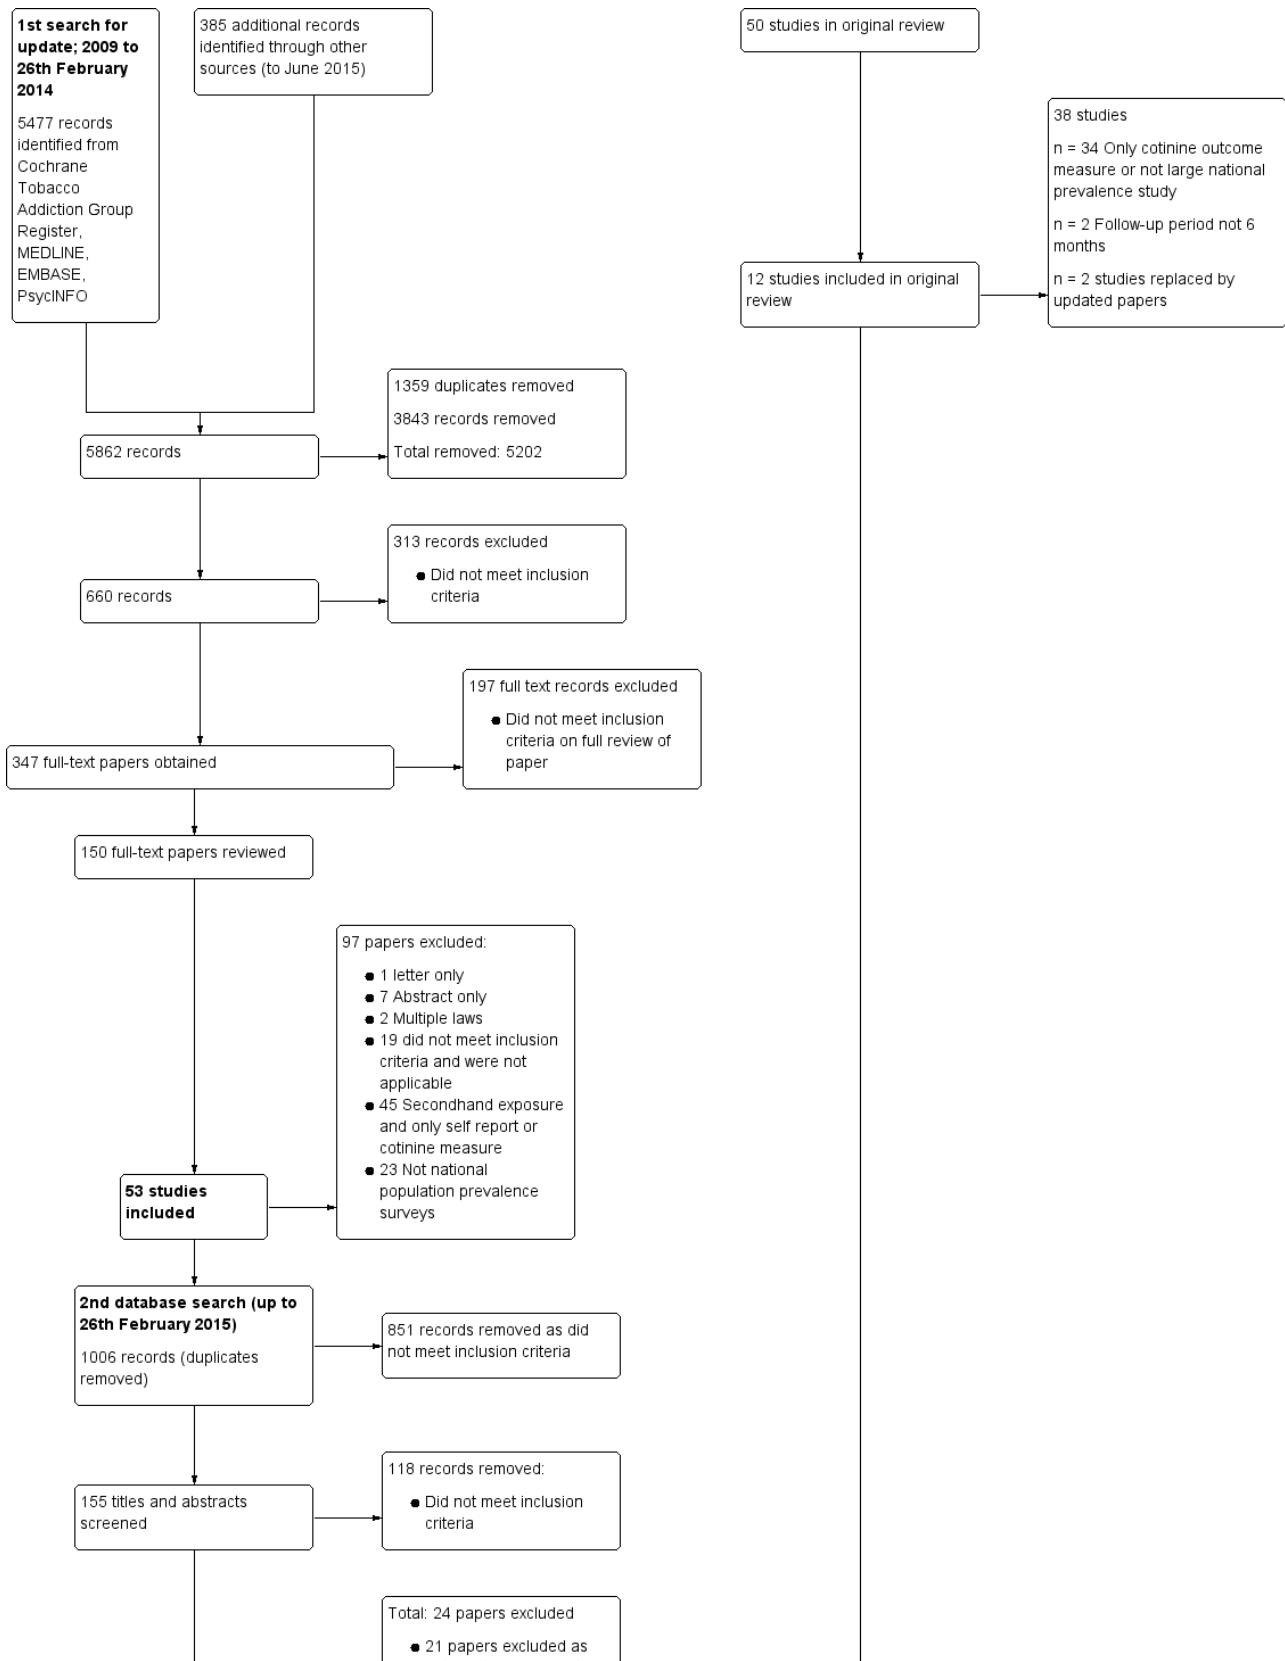 1st search for
update; 2009 to
26th February
2014
5477 records
identified from
Cochrane
Tobacco
Addiction Group
Register,
MEDLINE,
EMBASE,
PsycINFO
385 additional records
identified through other
sources (to June 2015)
50 studies in original review
38 studies
n = 34 Only cotinine outcome
measure or not large national
prevalence study
n = 2 Follow-up period not 6
months
n = 2 studies replaced by
updated papers
12 studies included in original
review
1359 duplicates removed
3843 records removed
Total removed: 5202
5862 records
313 records excluded
● Did not meet inclusion
criteria
660 records
197 full text records excluded
● Did not meet inclusion
criteria on full review of
paper
347 full-text papers obtained
150 full-text papers reviewed
97 papers excluded:
● 1 letter only
● 7 Abstract only
● 2 Multiple laws
● 19 did not meet inclusion
criteria and were not
applicable
● 45 Secondhand exposure
and only self report or
cotinine measure
● 23 Not national
population prevalence
surveys
53 studies
included
2nd database search (up to
26th February 2015)
1006 records (duplicates
removed)
851 records removed as did
not meet inclusion criteria
118 records removed:
● Did not meet inclusion
criteria
155 titles and abstracts
screened
Total: 24 papers excluded
● 21 papers excluded as